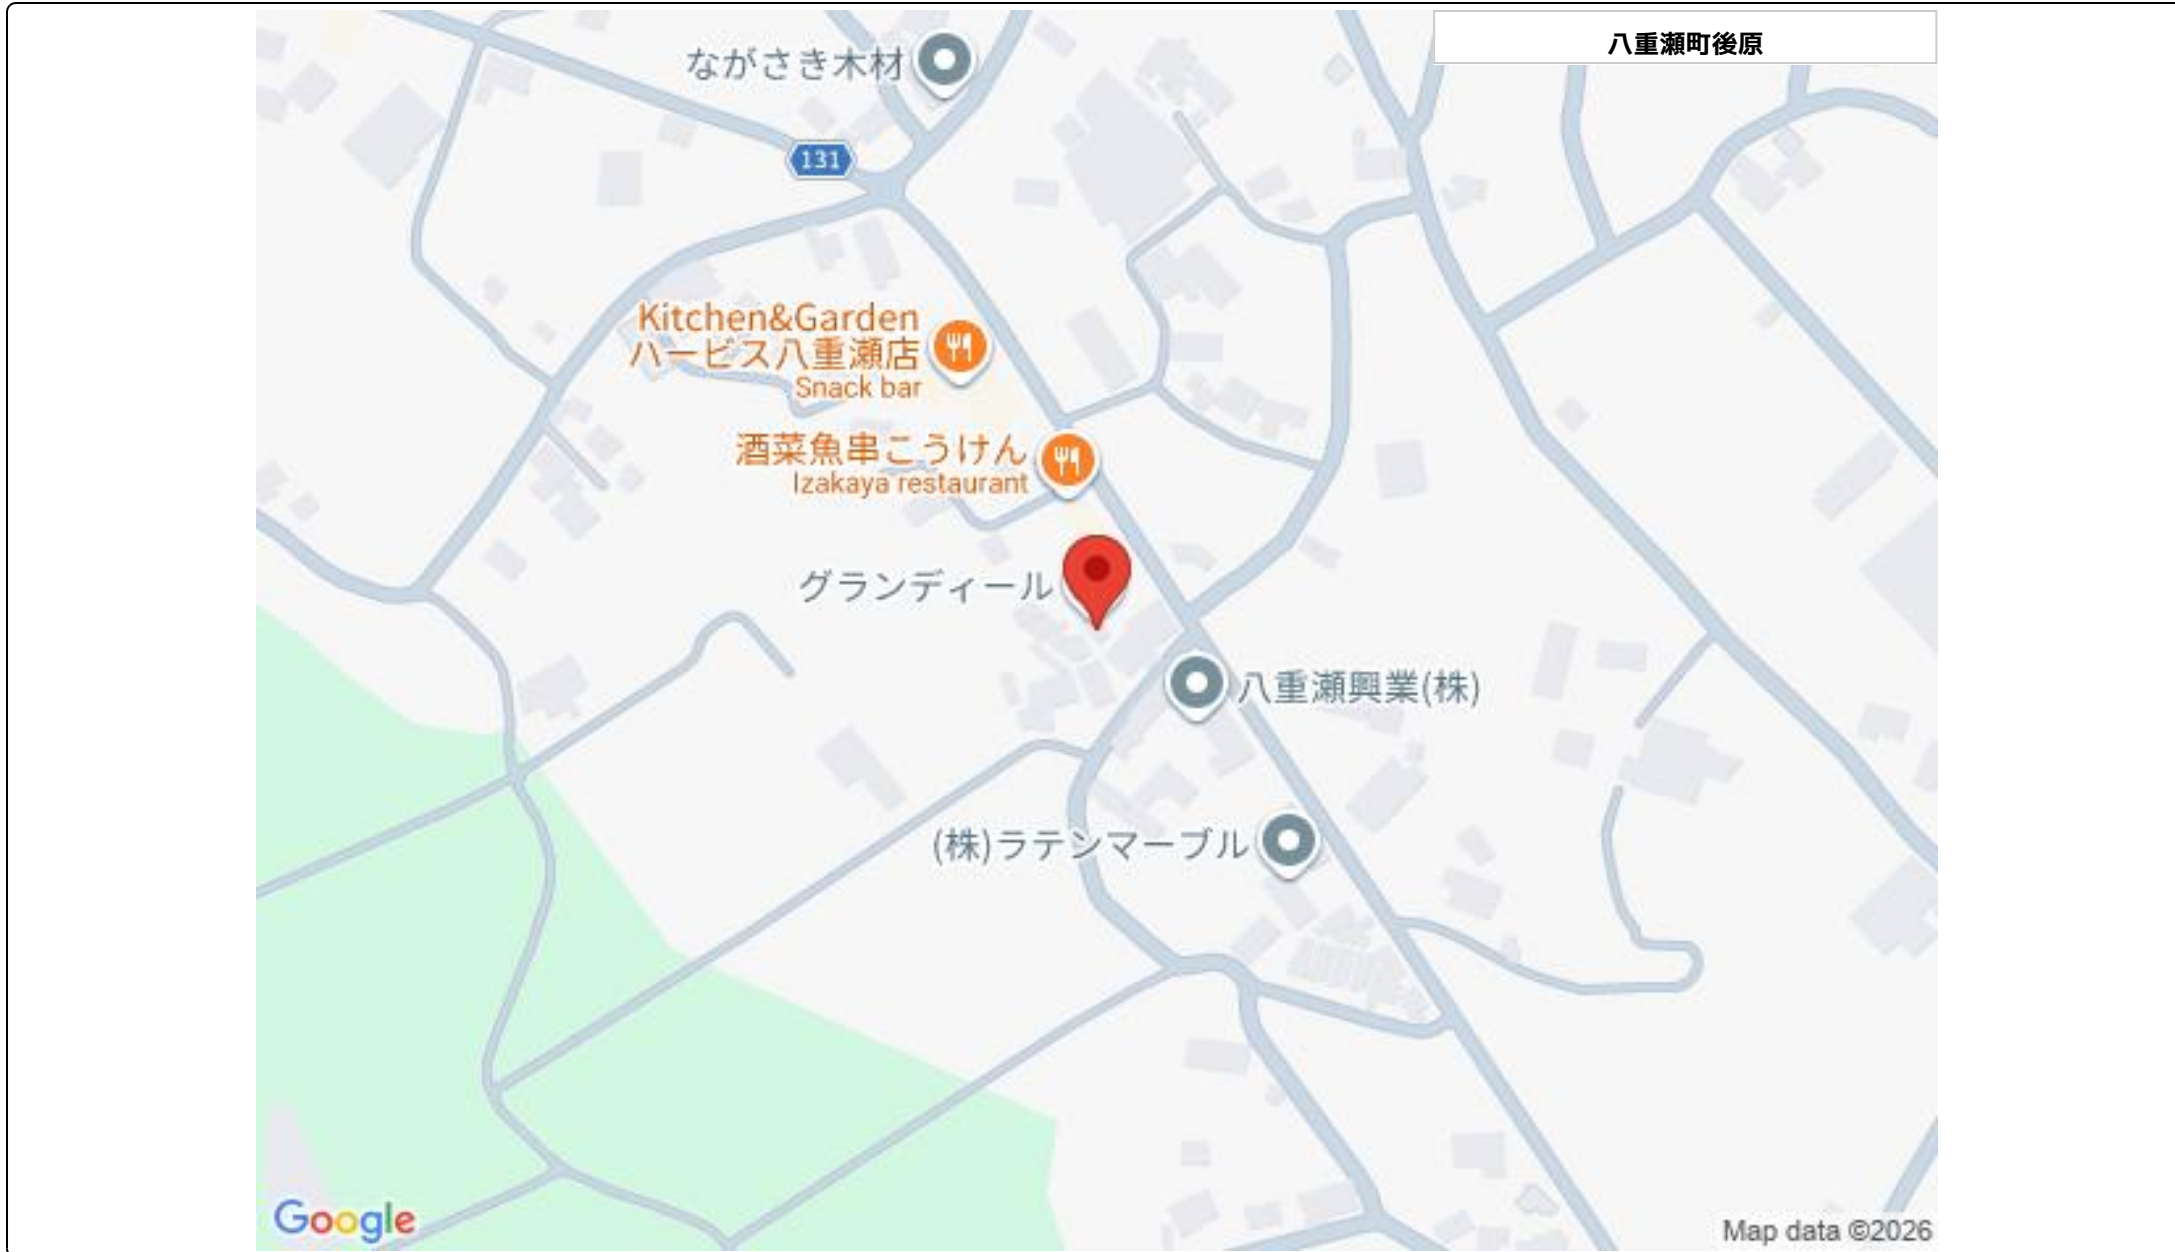 八重瀬町後原
ながさき木材
131
Kitchen&Garden
ハービス八重瀬店
Snack bar
酒菜魚串こうけん
Izakaya restaurant
グランディール
八重瀬興業(株)
(株)ラテンマーブル
Google
Map data ©2026